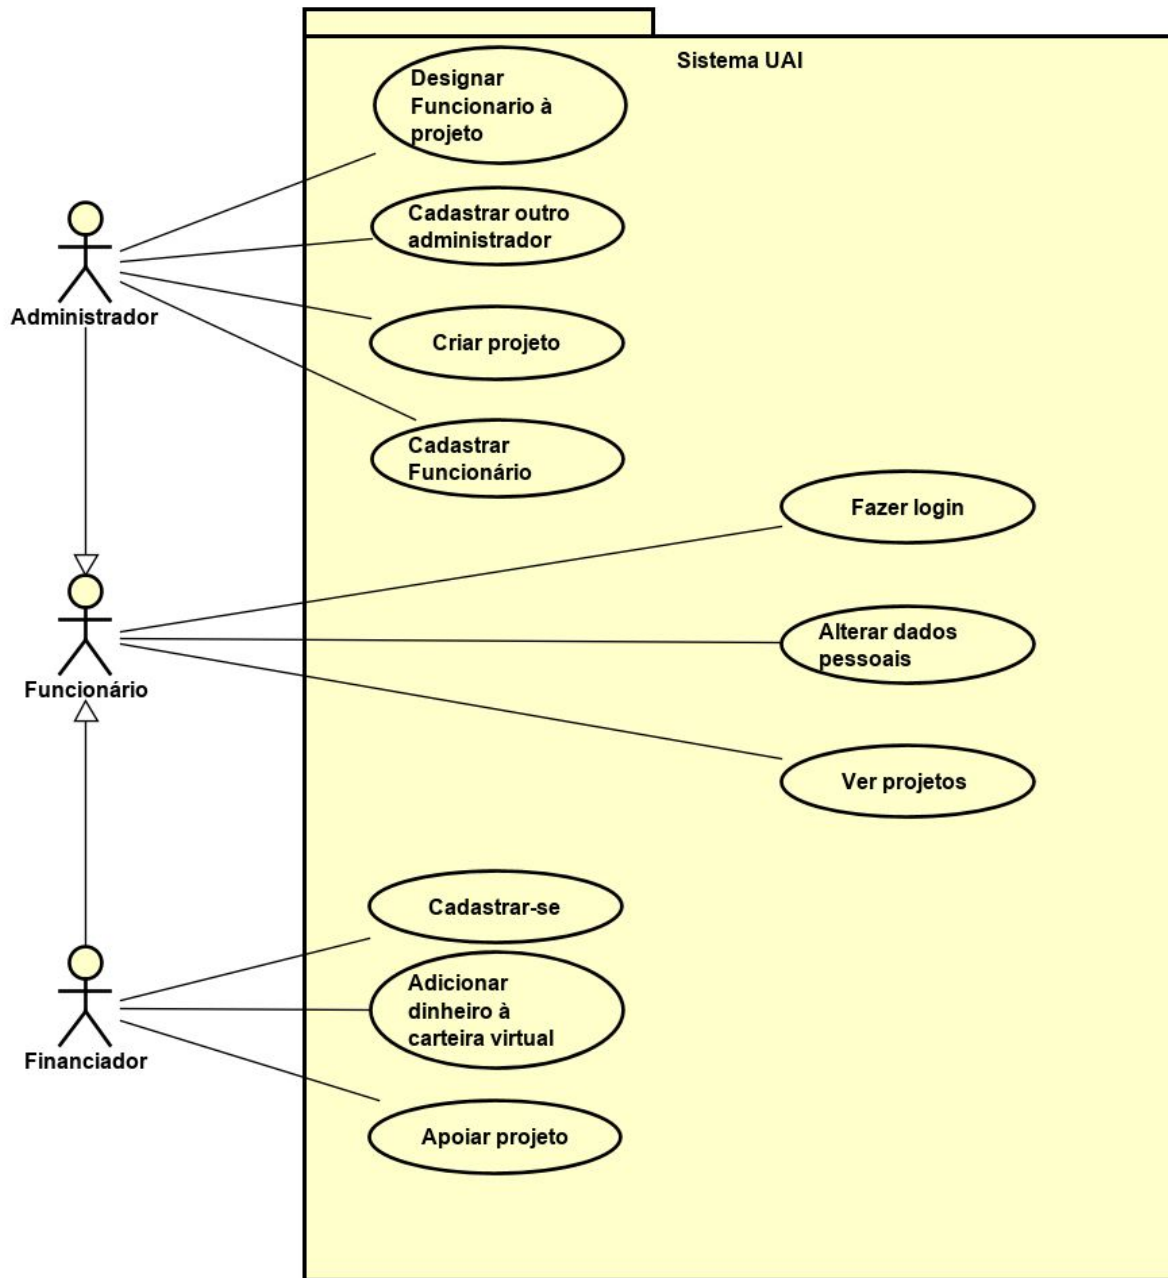 Sistema UAI
Designar
Funcionario à
projeto
Cadastrar outro
administrador
Administrador
Criar projeto
Cadastrar
Funcionário
Fazer login
Alterar dados
pessoais
Funcionário
Ver projetos
Cadastrar-se
Adicionar
dinheiro à
carteira virtual
Financiador
Apoiar projeto